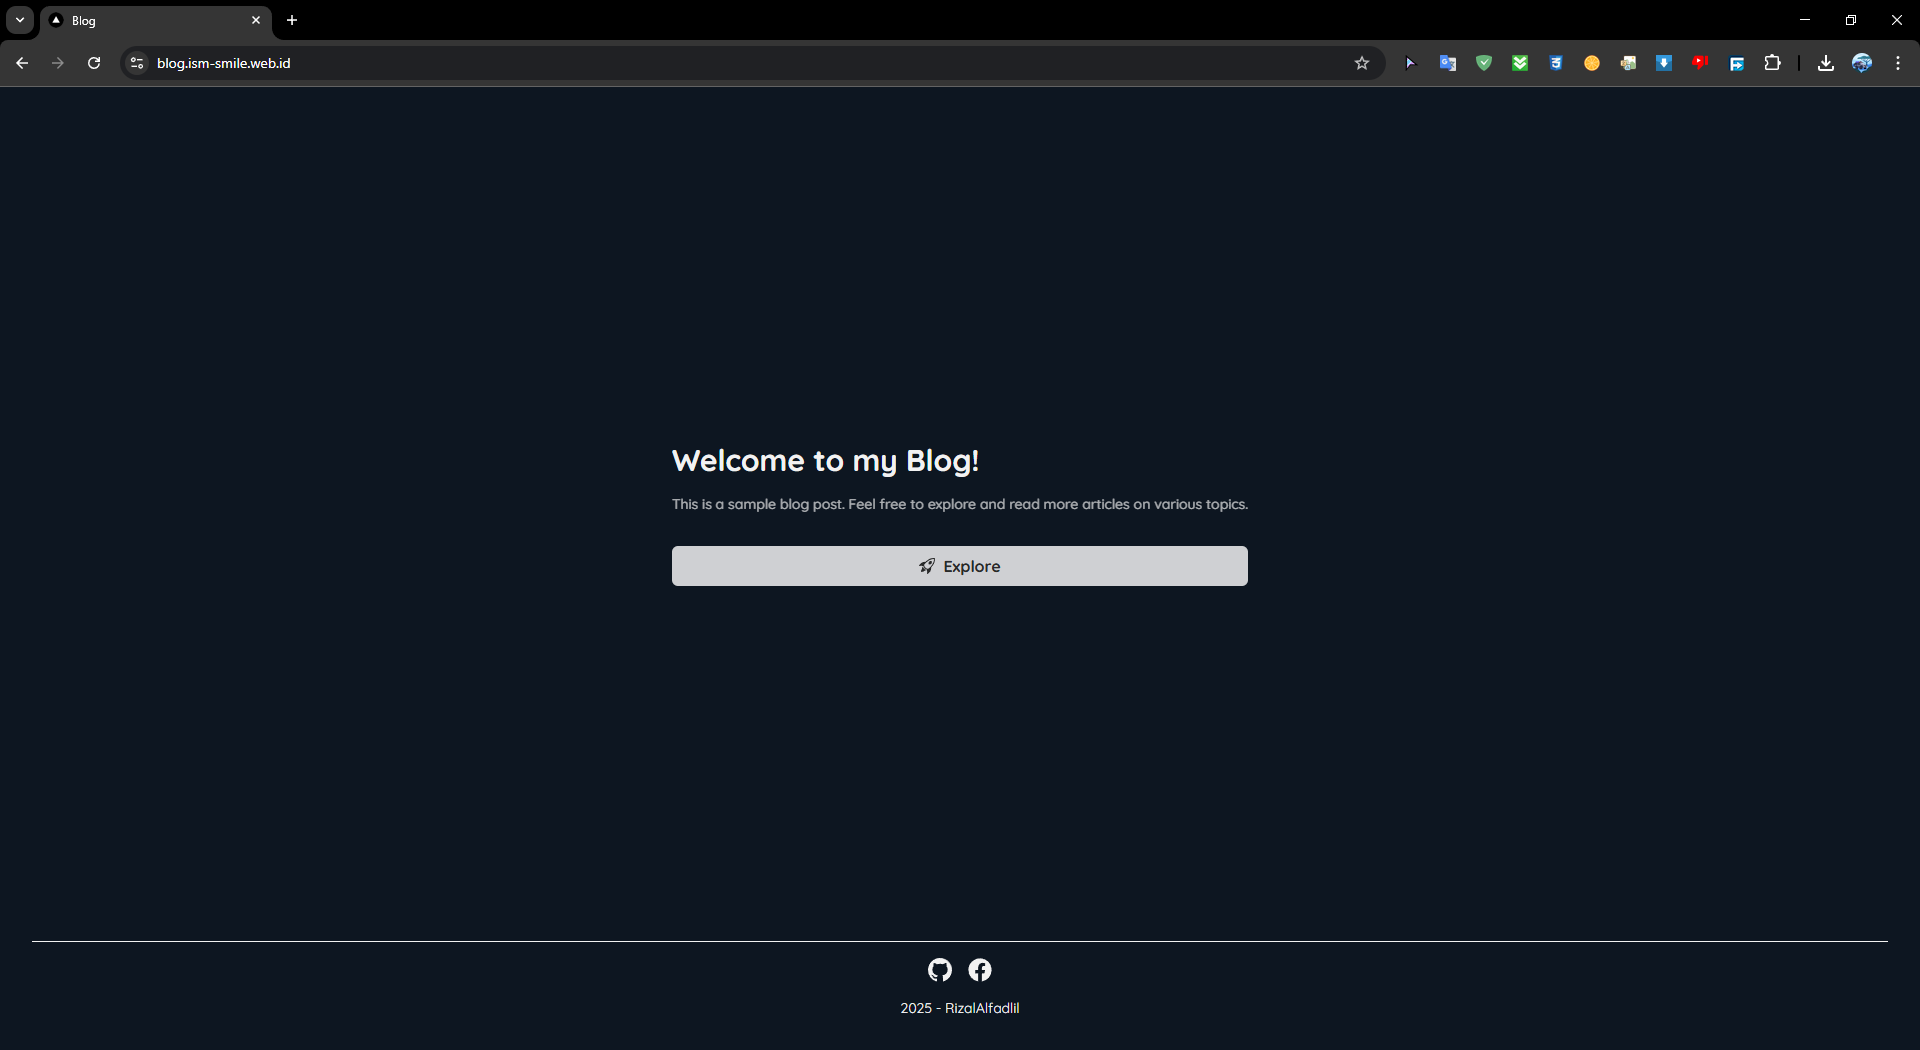 Blog
blog.ism-smile.web.id
Welcome to my Blog!
This is a sample blog post. Feel free to explore and read more articles on various topics.
Explore
2025 - RizalAlfadlil